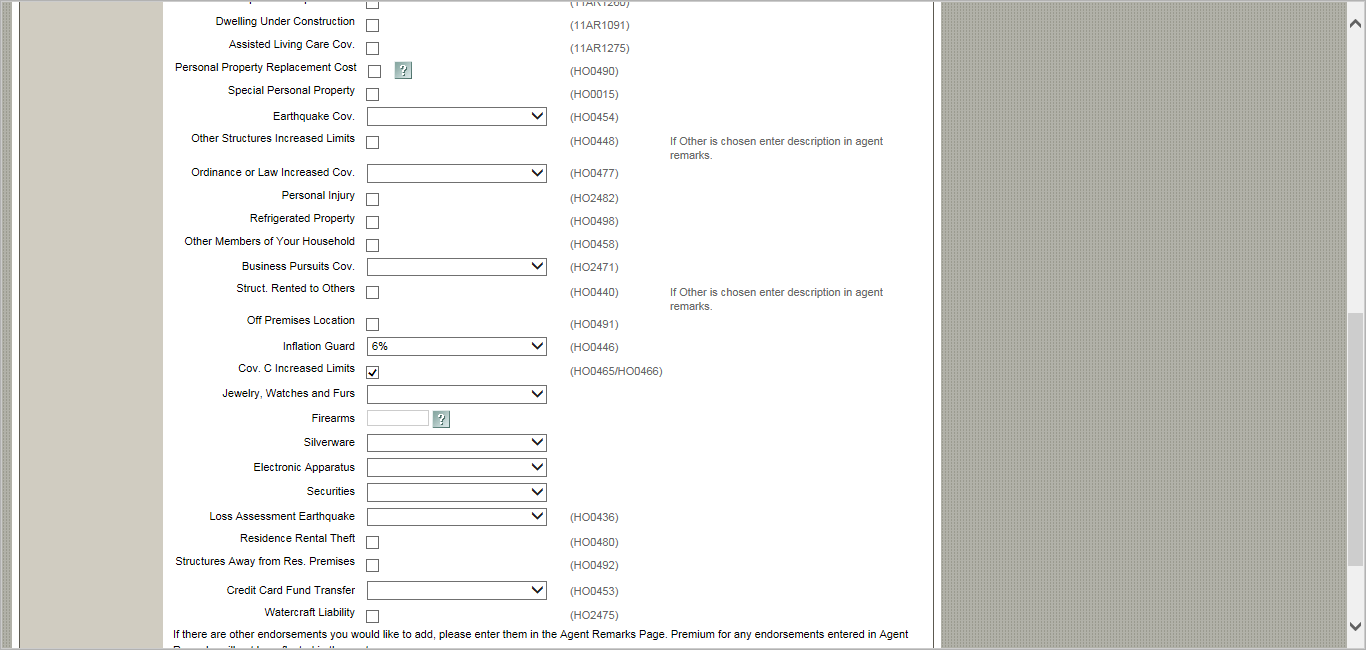 (11AR1260)
Dwelling Under Construction (11AR1091)
Assisted Living Care Cov. (11AR1275)
Personal Property Replacement Cost ? (HO0490)
Special Personal Property (HO0015)
Earthquake Cov. (HO0454)
Other Structures Increased Limits (HO0448) If Other is chosen enter description in agent
remarks.
Ordinance or Law Increased Cov. (HO0477)
Personal Injury (HO2482)
Refrigerated Property (HO0498)
Other Members of Your Household (HO0458)
Business Pursuits Cov. (HO2471)
Struct. Rented to Others (HO0440) If Other is chosen enter description in agent
remarks.
Off Premises Location (HO0491)
Inflation Guard 6% (HO0446)
Cov. C Increased Limits (HO0465/HO0466)
Jewelry, Watches and Furs
Firearms ?
Silverware
Electronic Apparatus
Securities
Loss Assessment Earthquake (HO0436)
Residence Rental Theft (HO0480)
Structures Away from Res. Premises (HO0492)
Credit Card Fund Transfer (HO0453)
Watercraft Liability (HO2475)
If there are other endorsements you would like to add, please enter them in the Agent Remarks Page. Premium for any endorsements entered in Agent